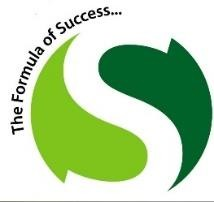 The Formula of Success...